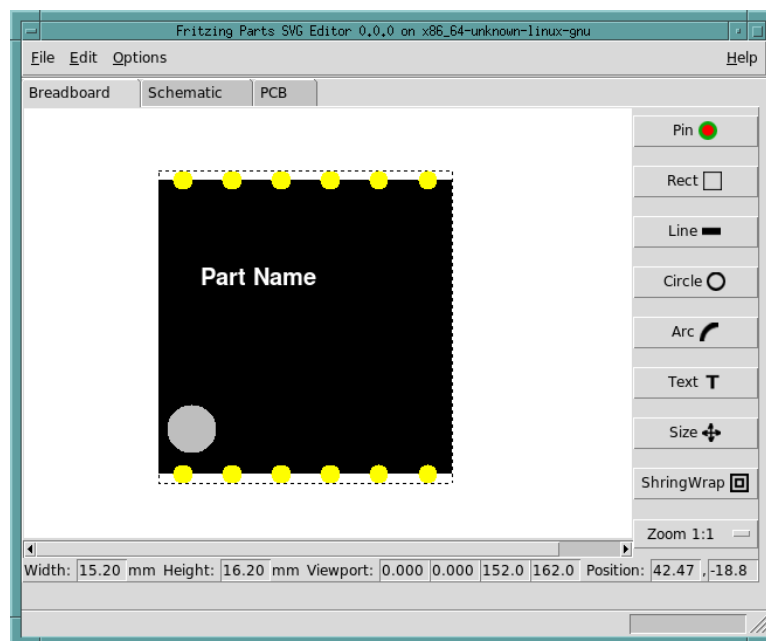 Fritzing Parts SVG Editor 0.0.0 on x86_64-unknown-linux-gnu
File Edit Options Help
Breadboard Schematic PCB
Pin
Rect
Line
Part Name
Circle
Arc
Text T
Size
ShringWrap
Zoom 1:1
Width: 15.20 mm Height: 16.20 mm Viewport: 0.000 0.000 152.0 162.0 Position: 42.47 , -18.8